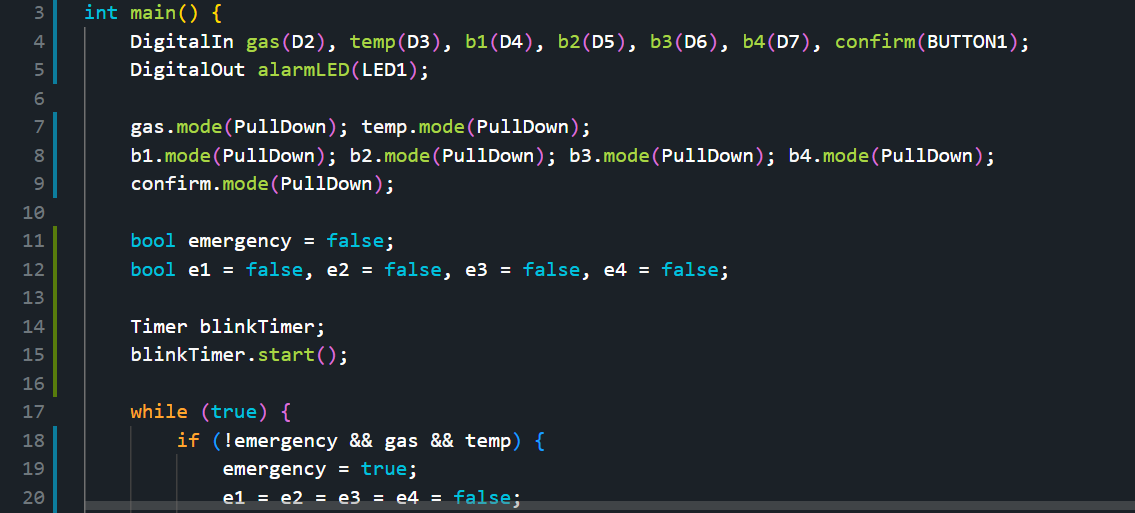 3 int main() {
4 DigitalIn gas(D2), temp(D3), b1(D4), b2(D5), b3(D6), b4(D7), confirm(BUTTON1);
5 DigitalOut alarmLED(LED1);
6
7 gas.mode(PullDown); temp.mode(PullDown);
8 b1.mode(PullDown); b2.mode(PullDown); b3.mode(PullDown); b4.mode(PullDown);
9 confirm.mode(PullDown);
10
11 bool emergency = false;
12 bool e1 = false, e2 = false, e3 = false, e4 = false;
13
14 Timer blinkTimer;
15 blinkTimer.start();
16
17 while (true) {
18 if (!emergency && gas && temp) {
19 emergency = true;
20 e1 = e2 = e3 = e4 = false;